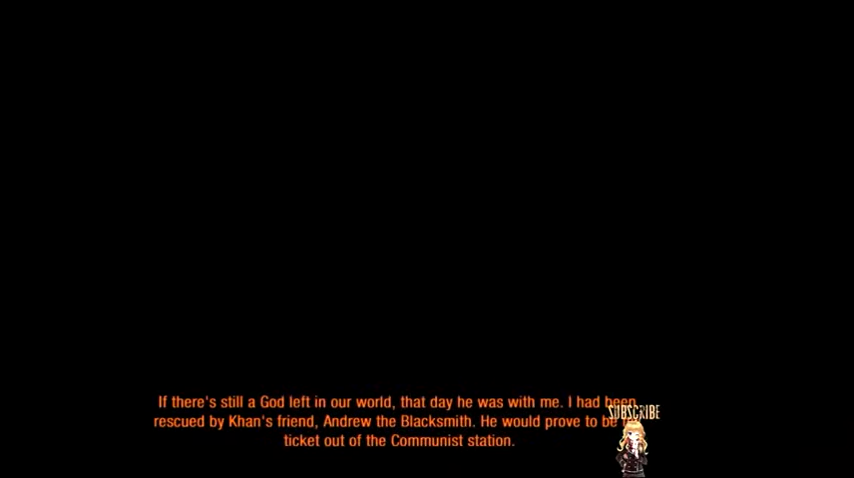 If there's still a God left in our world, that day he was with me. I had been
rescued by Khan's friend, Andrew the Blacksmith. He would prove to be
ticket out of the Communist station.
SUBSCRIBE